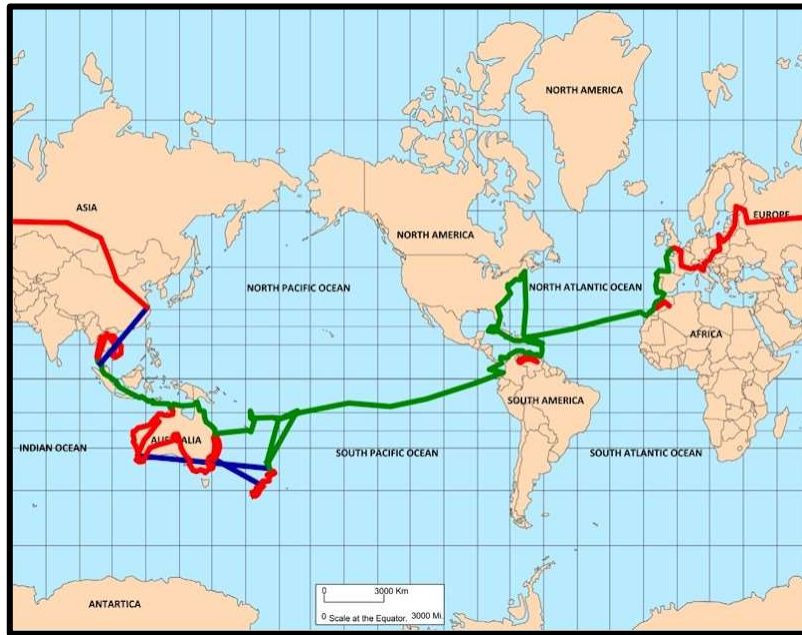 NORTH AMERICA
ASIA
EUROPE
NORTH AMERICA
NORTH PACIFIC OCEAN
NORTH ATLANTIC OCEAN
AFRICA
SOUTH AMERICA
AUSTRALIA
INDIAN OCEAN
SOUTH PACIFIC OCEAN
SOUTH ATLANTIC OCEAN
ANTARTICA
0 3000 Km
0 Scale at the Equator. 3000 Mi.